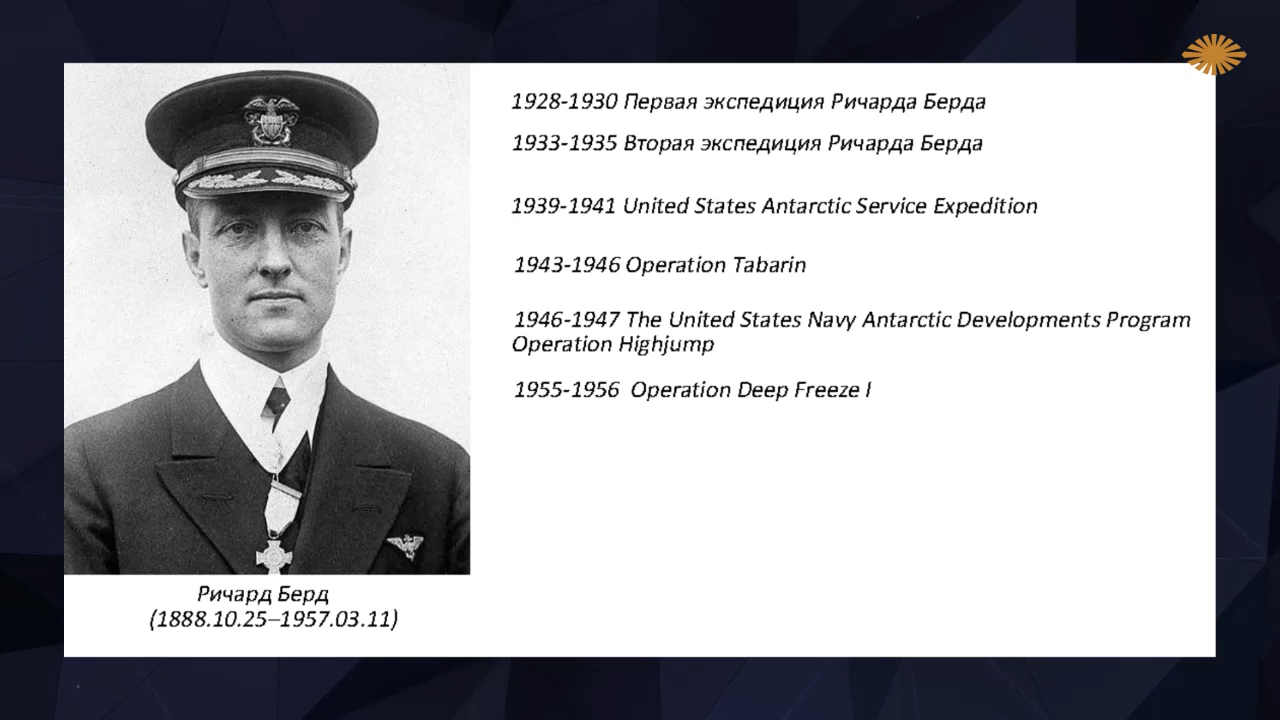 1928-1930 Первая экспедиция Ричарда Берда
1933-1935 Вторая экспедиция Ричарда Берда
1939-1941 United States Antarctic Service Expedition
1943-1946 Operation Tabarin
1946-1947 The United States Navy Antarctic Developments Program
Operation Highjump
1955-1956 Operation Deep Freeze I
Ричард Берд
(1888.10.25–1957.03.11)